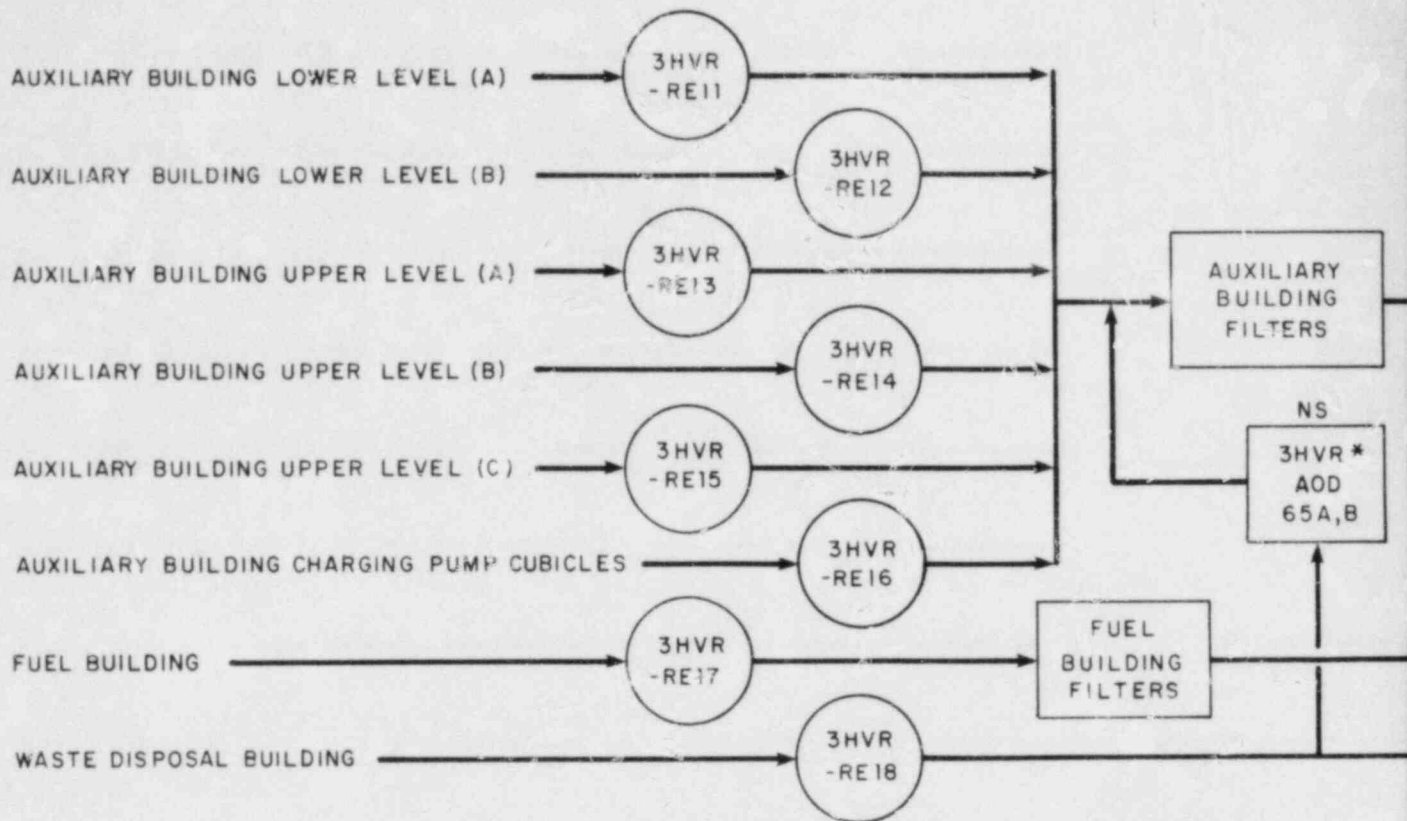 AUXILIARY BUILDING LOWER LEVEL (A)
3HVR
-RE11
AUXILIARY BUILDING LOWER LEVEL (B)
3HVR
-RE12
AUXILIARY BUILDING UPPER LEVEL (A)
3HVR
-RE13
AUXILIARY BUILDING UPPER LEVEL (B)
3HVR
-RE14
AUXILIARY BUILDING UPPER LEVEL (C)
3HVR
-RE15
AUXILIARY BUILDING CHARGING PUMP CUBICLES
3HVR
-RE16
FUEL BUILDING
3HVR
-RE17
WASTE DISPOSAL BUILDING
3HVR
-RE18
AUXILIARY
BUILDING
FILTERS
NS
3HVR*
AOD
65A,B
FUEL
BUILDING
FILTERS